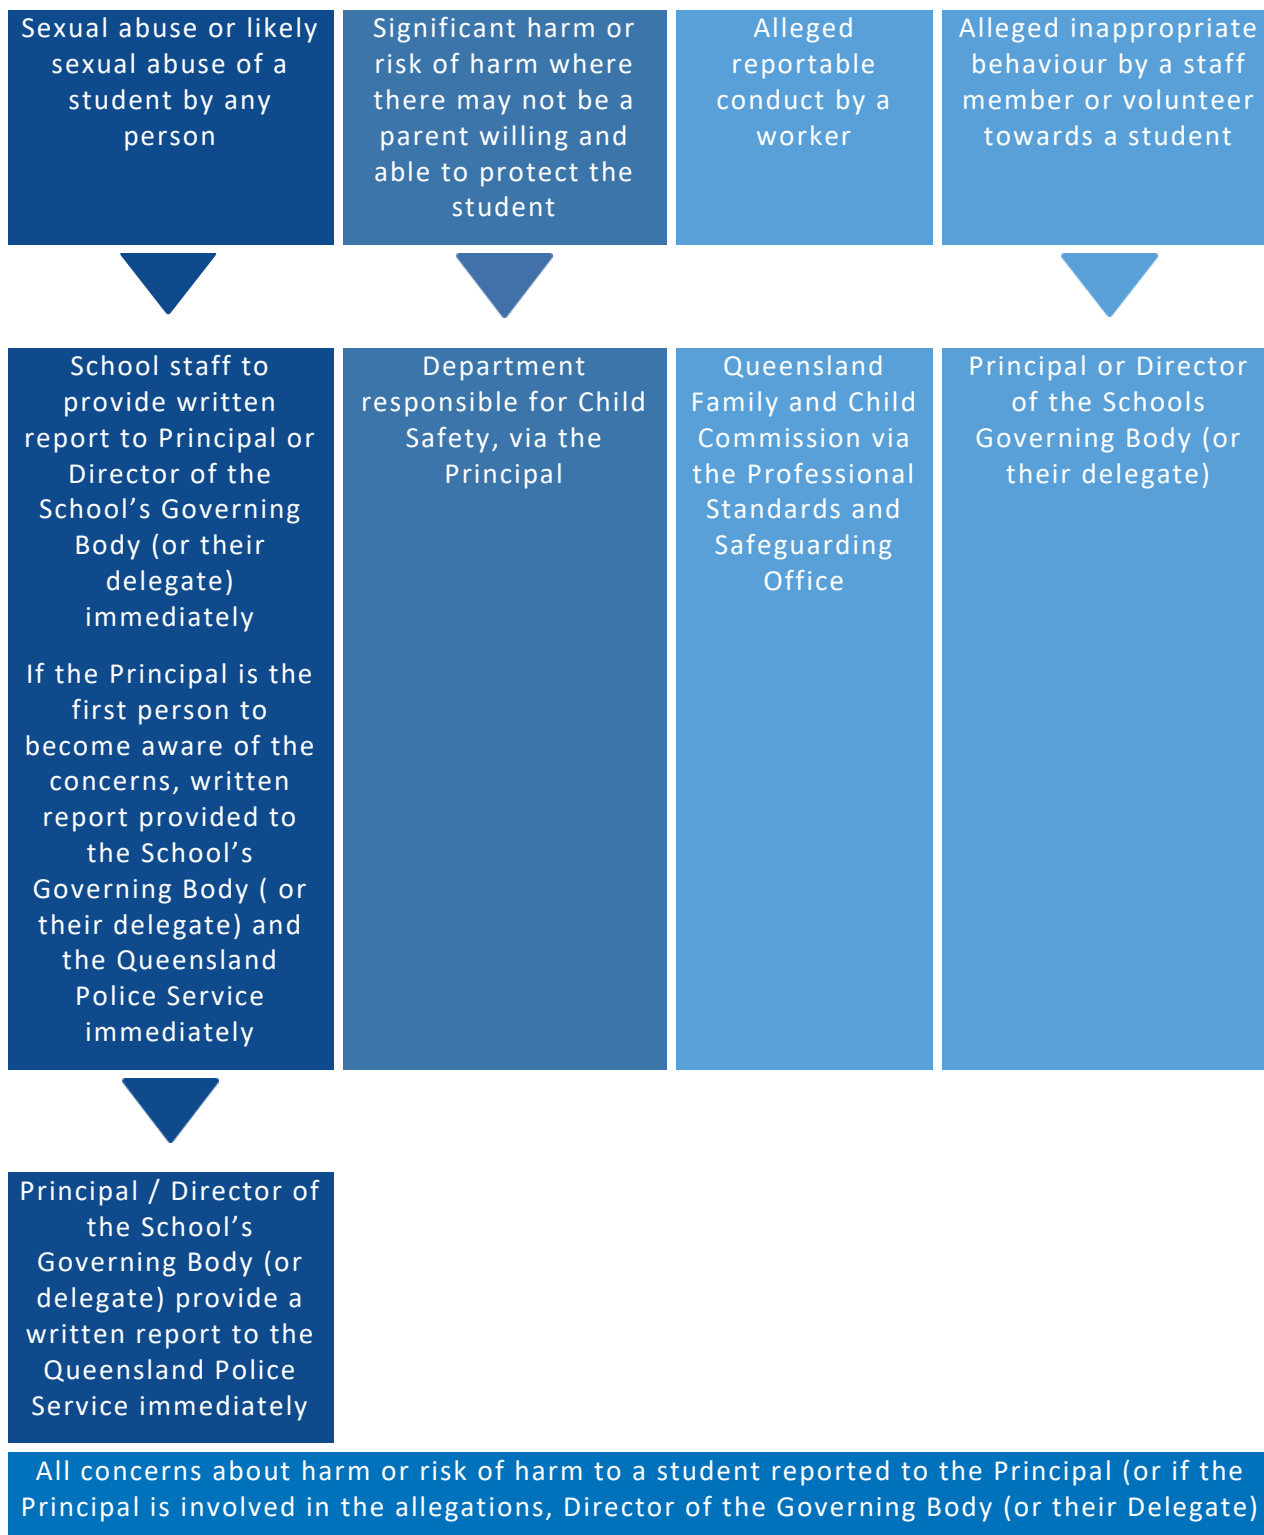 Sexual abuse or likely
sexual abuse of a
student by any
person
Significant harm or
risk of harm where
there may not be a
parent willing and
able to protect the
student
Alleged
reportable
conduct by a
worker
Alleged inappropriate
behaviour by a staff
member or volunteer
towards a student
School staff to
provide written
report to Principal or
Director of the
School’s Governing
Body (or their
delegate)
immediately
If the Principal is the
first person to
become aware of the
concerns, written
report provided to
the School’s
Governing Body ( or
their delegate) and
the Queensland
Police Service
immediately
Department
responsible for Child
Safety, via the
Principal
Queensland
Family and Child
Commission via
the Professional
Standards and
Safeguarding
Office
Principal or Director
of the Schools
Governing Body (or
their delegate)
Principal / Director of
the School’s
Governing Body (or
delegate) provide a
written report to the
Queensland Police
Service immediately
All concerns about harm or risk of harm to a student reported to the Principal (or if the
Principal is involved in the allegations, Director of the Governing Body (or their Delegate)